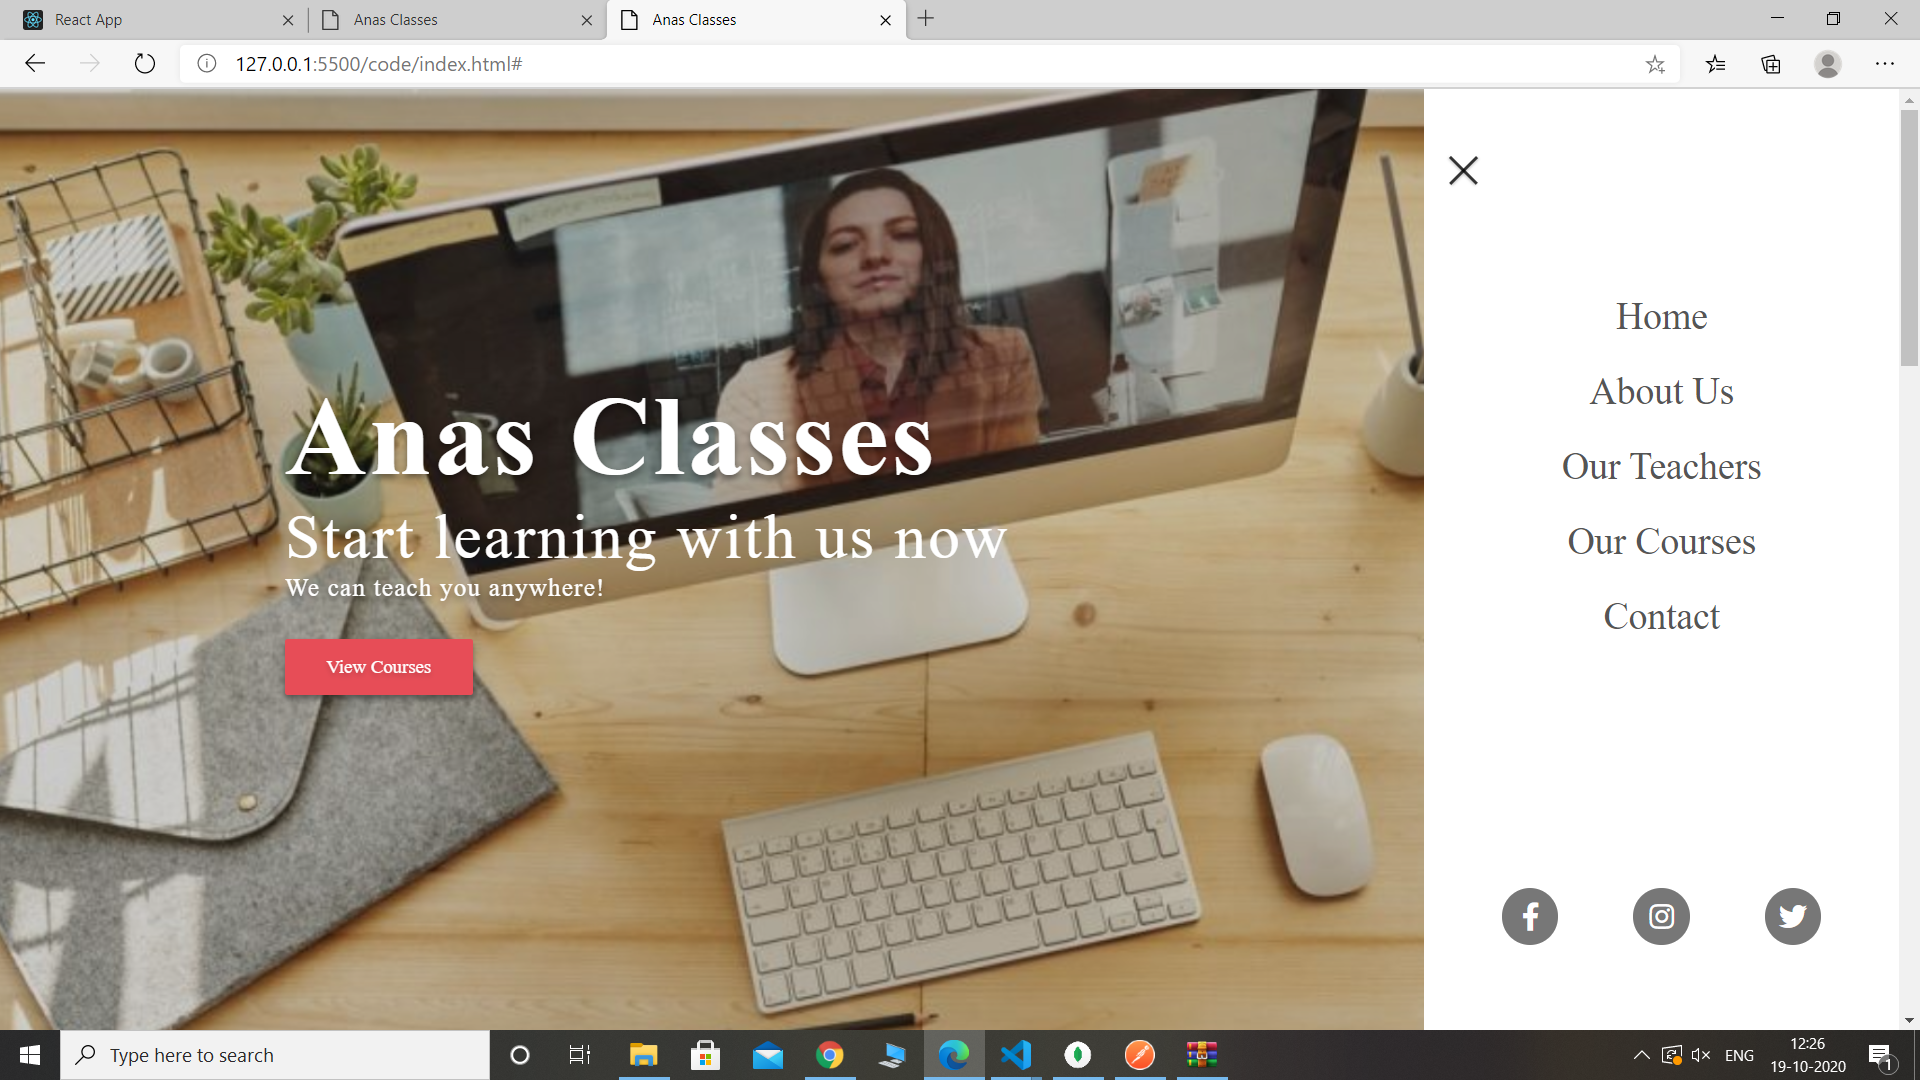 React App
Anas Classes
Anas Classes
127.0.0.1:5500/code/index.html#
Home
About Us
Our Teachers
Our Courses
Contact
Anas Classes
Start learning with us now
We can teach you anywhere!
View Courses
Type here to search
ENG
12:26
19-10-2020
1